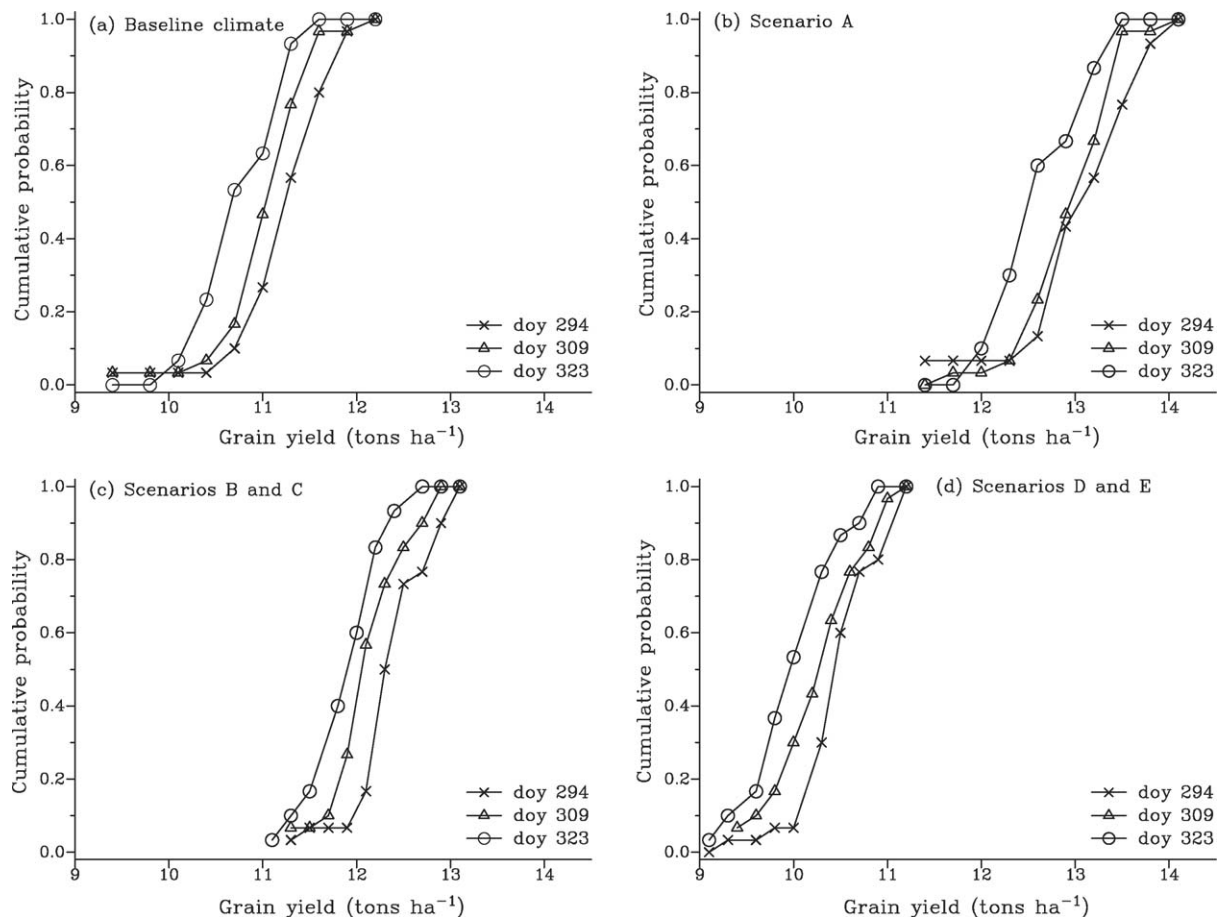 (a) Baseline climate
Cumulative probability
1.0
0.8
0.6
0.4
0.2
0.0
doy 294
doy 309
doy 323
9 10 11 12 13 14
Grain yield (tons ha⁻¹)
(b) Scenario A
Cumulative probability
1.0
0.8
0.6
0.4
0.2
0.0
doy 294
doy 309
doy 323
9 10 11 12 13 14
Grain yield (tons ha⁻¹)
(c) Scenarios B and C
Cumulative probability
1.0
0.8
0.6
0.4
0.2
0.0
doy 294
doy 309
doy 323
9 10 11 12 13 14
Grain yield (tons ha⁻¹)
(d) Scenarios D and E
Cumulative probability
1.0
0.8
0.6
0.4
0.2
0.0
doy 294
doy 309
doy 323
9 10 11 12 13 14
Grain yield (tons ha⁻¹)